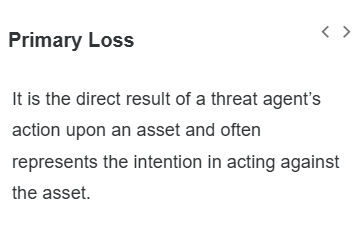 Primary Loss
It is the direct result of a threat agent’s
action upon an asset and often
represents the intention in acting against
the asset.